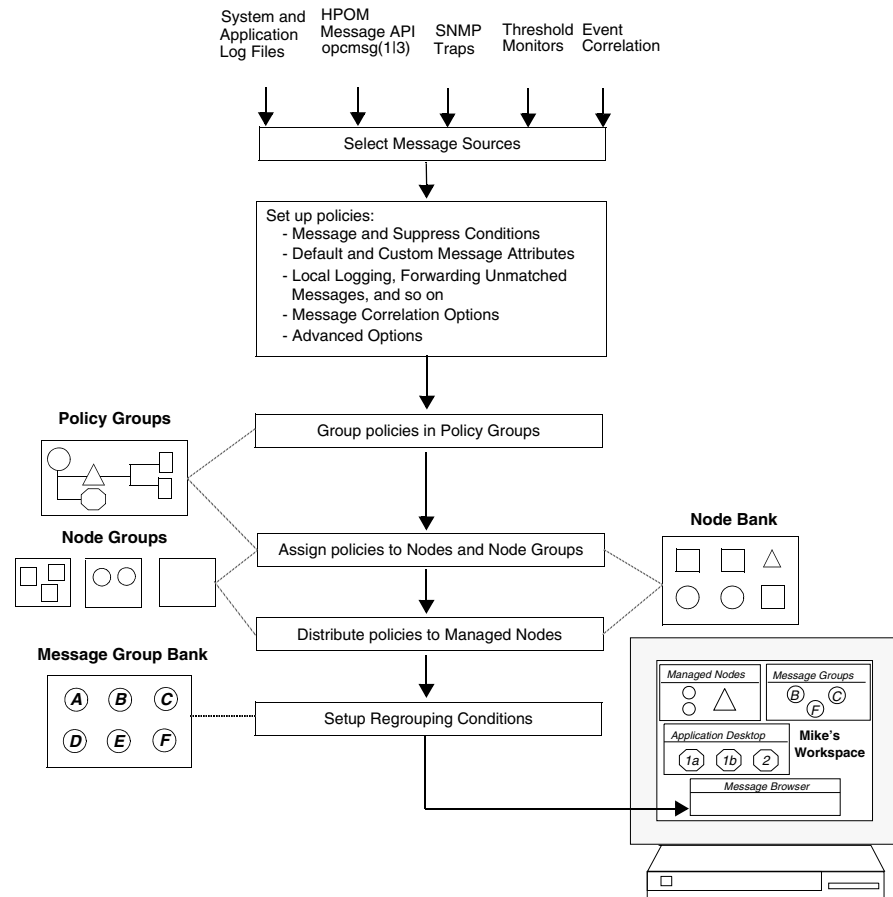 System and
Application
Log Files
HPOM
Message API
opcmsg(1|3)
SNMP
Traps
Threshold
Monitors
Event
Correlation
Select Message Sources
Set up policies:
- Message and Suppress Conditions
- Default and Custom Message Attributes
- Local Logging, Forwarding Unmatched
Messages, and so on
- Message Correlation Options
- Advanced Options
Policy Groups
Group policies in Policy Groups
Node Groups
Assign policies to Nodes and Node Groups
Node Bank
Distribute policies to Managed Nodes
Message Group Bank
A B C
D E F
Setup Regrouping Conditions
Managed Nodes
Message Groups
B C
F
Application Desktop
1a 1b 2
Mike's
Workspace
Message Browser